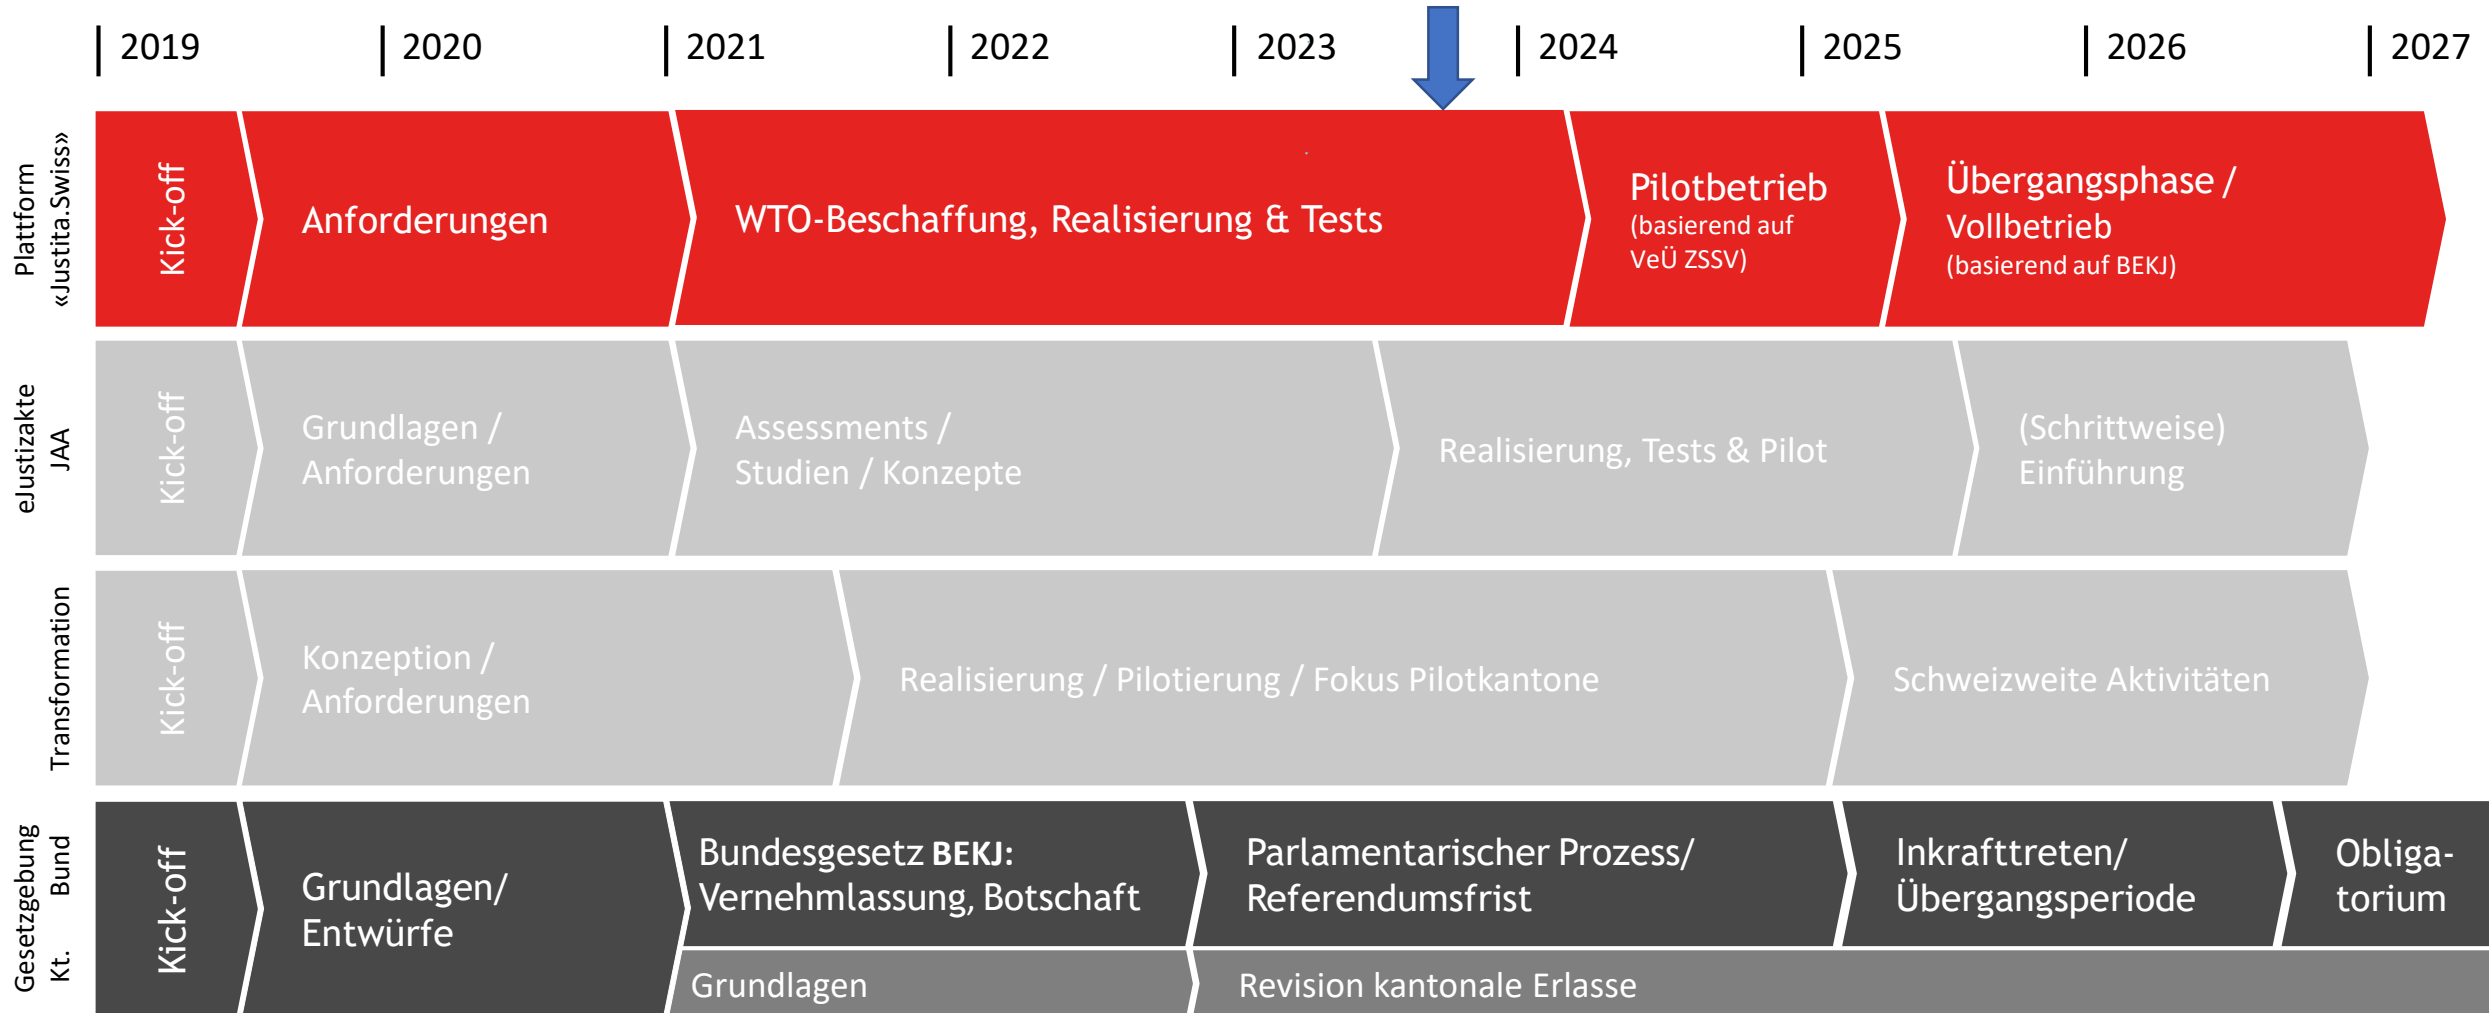 2019
2020
2021
2022
2023
2024
2025
2026
2027
Plattform
«Justita.Swiss»
Kick-off
Anforderungen
WTO-Beschaffung, Realisierung & Tests
Pilotbetrieb
(basierend auf
VeÜ ZSSV)
Übergangsphase /
Vollbetrieb
(basierend auf BEKJ)
eJustizakte
JAA
Kick-off
Grundlagen /
Anforderungen
Assessments /
Studien / Konzepte
Realisierung, Tests & Pilot
(Schrittweise)
Einführung
Transformation
Kick-off
Konzeption /
Anforderungen
Realisierung / Pilotierung / Fokus Pilotkantone
Schweizweite Aktivitäten
Gesetzgebung
Kt. Bund
Kick-off
Grundlagen/
Entwürfe
Bundesgesetz BEKJ:
Vernehmlassung, Botschaft
Parlamentarischer Prozess/
Referendumsfrist
Inkrafttreten/
Übergangsperiode
Obliga-
torium
Grundlagen
Revision kantonale Erlasse